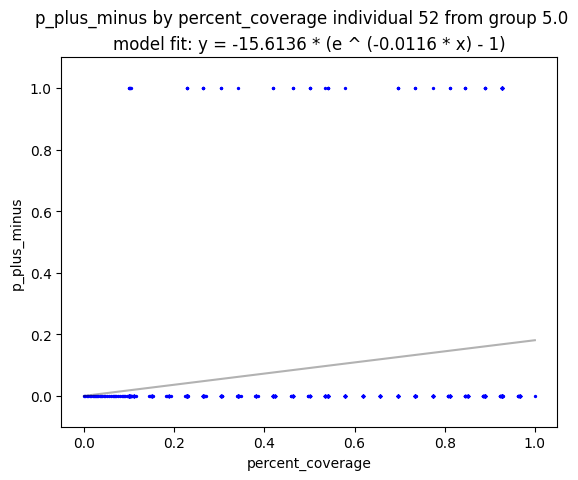 p_plus_minus by percent_coverage individual 52 from group 5.0
model fit: y = -15.6136 * (e ^ (-0.0116 * x) - 1)
1.0
0.8
0.6
0.4
0.2
0.0
p_plus_minus
0.0 0.2 0.4 0.6 0.8 1.0
percent_coverage